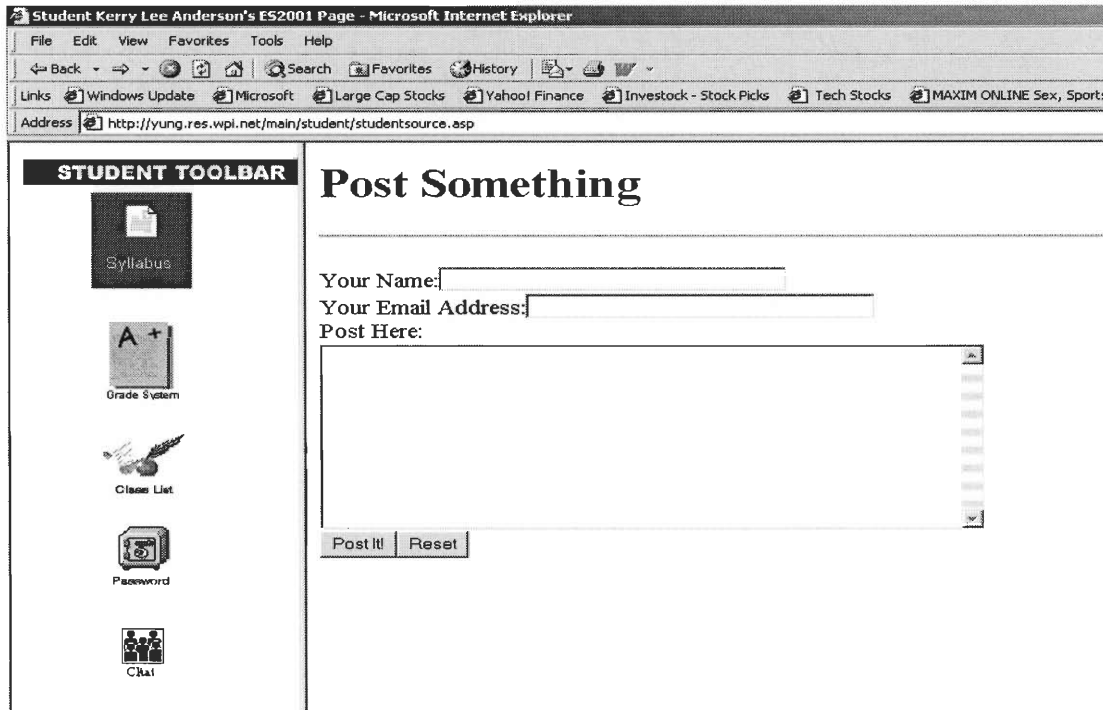 Student Kerry Lee Anderson's ES2001 Page - Microsoft Internet Explorer
File Edit View Favorites Tools Help
Back Search Favorites History
Links Windows Update Microsoft Large Cap Stocks Yahoo! Finance Investock - Stock Picks Tech Stocks MAXIM ONLINE Sex, Sports
Address http://yung.res.wpi.net/main/student/studentsource.asp
STUDENT TOOLBAR
Syllabus
A+
Grade System
Class List
Password
Chat
Post Something
Your Name:
Your Email Address:
Post Here:
Post It! Reset